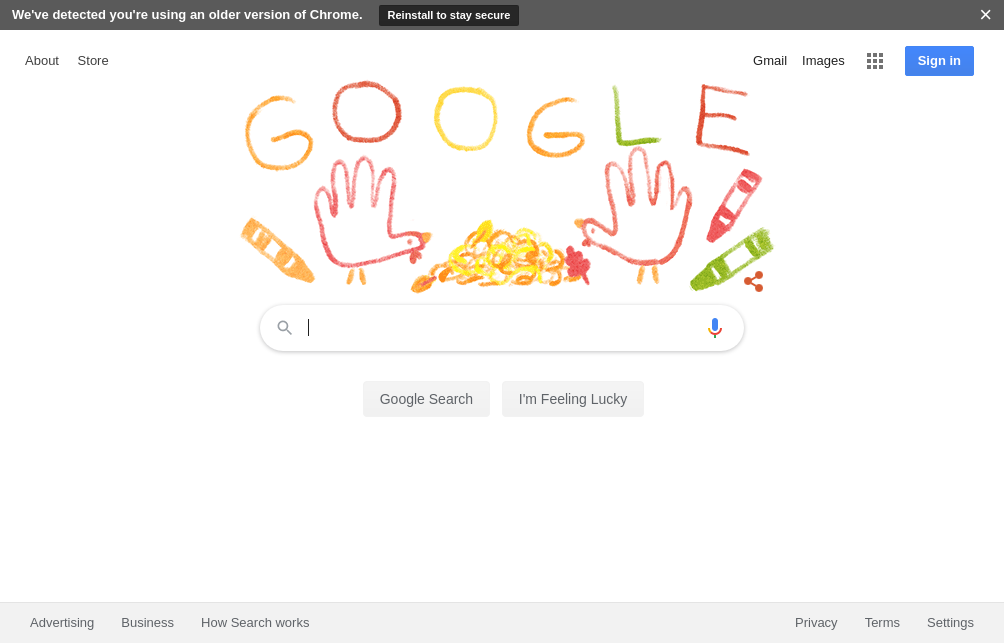 We've detected you're using an older version of Chrome. Reinstall to stay secure
About Store Gmail Images Sign in
GOOGLE
Google Search I'm Feeling Lucky
Advertising Business How Search works Privacy Terms Settings